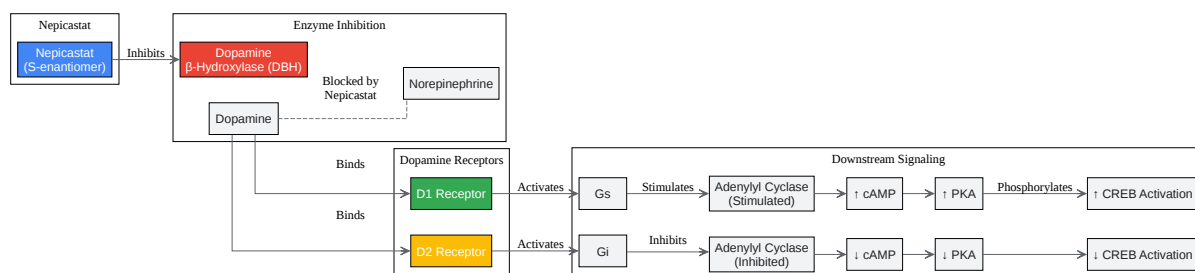 Nepicastat
Nepicastat
(S-enantiomer)
Inhibits
Enzyme Inhibition
Dopamine
β-Hydroxylase (DBH)
Blocked by
Nepicastat
Norepinephrine
Dopamine
Binds
Binds
Dopamine Receptors
D1 Receptor
D2 Receptor
Activates
Activates
Downstream Signaling
Gs
Stimulates
Adenylyl Cyclase
(Stimulated)
↑ cAMP
↑ PKA
Phosphorylates
↑ CREB Activation
Gi
Inhibits
Adenylyl Cyclase
(Inhibited)
↓ cAMP
↓ PKA
↓ CREB Activation